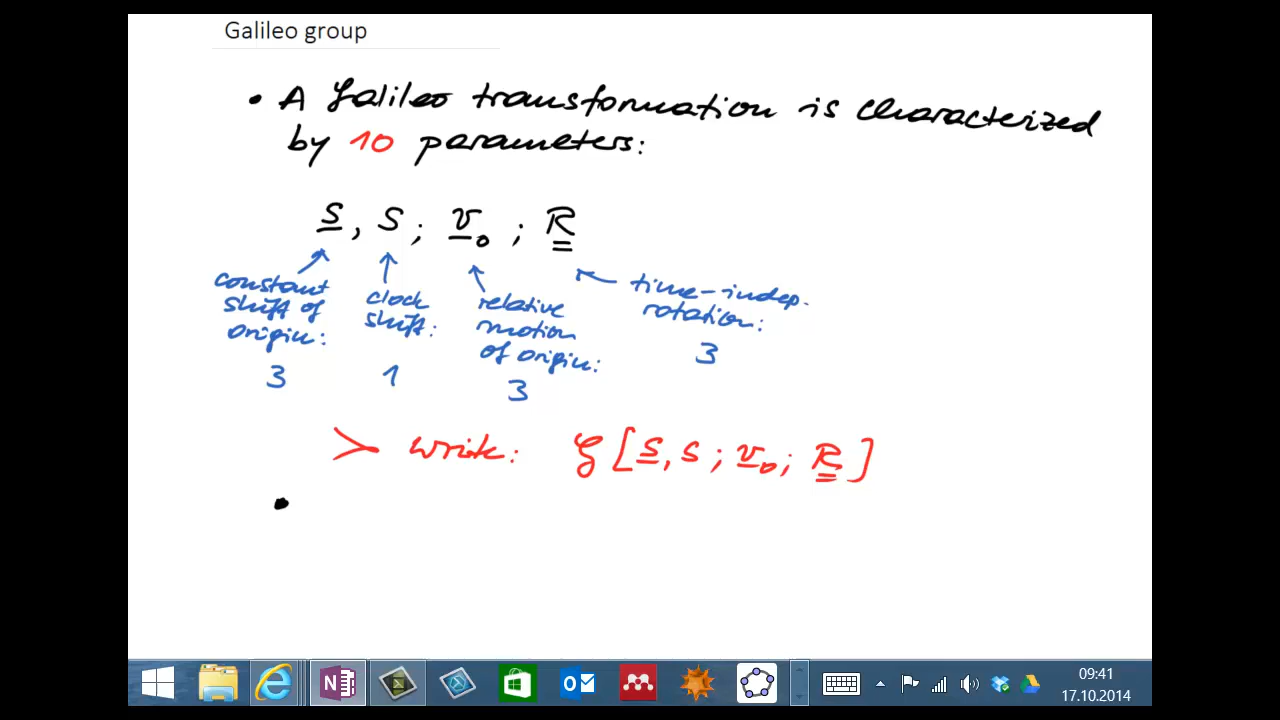 Galileo group
• A Galileo transformation is characterized
by 10 parameters:
s, s; v₀; R
constant shift of origin: 3
clock shift: 1
relative motion of origin: 3
time-indep. rotation: 3
> write: G[s, s; v₀; R]
•
09:41
17.10.2014